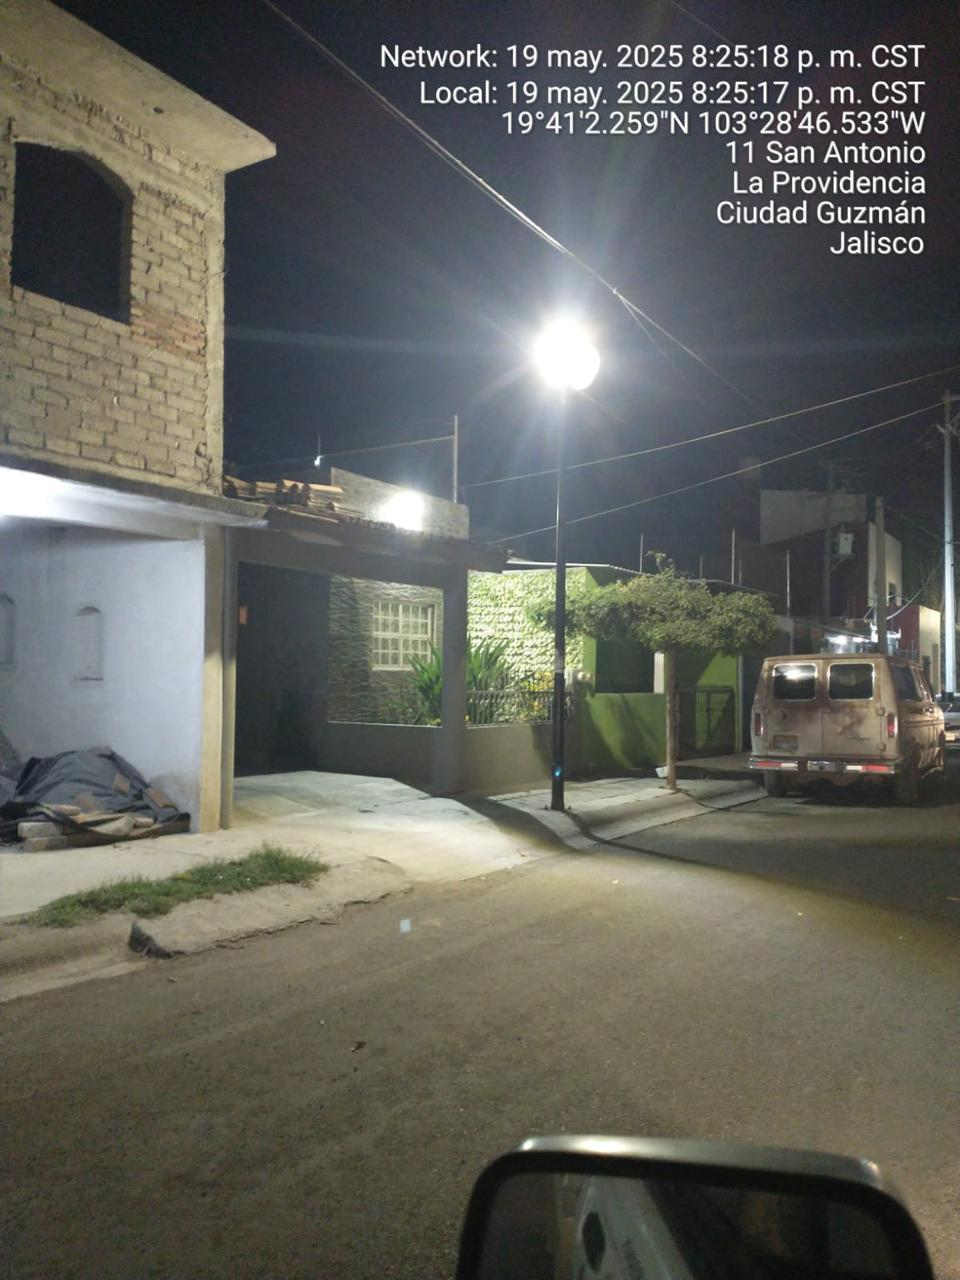 Network: 19 may. 2025 8:25:18 p. m. CST
Local: 19 may. 2025 8:25:17 p. m. CST
19°41'2.259"N 103°28'46.533"W
11 San Antonio
La Providencia
Ciudad Guzmán
Jalisco